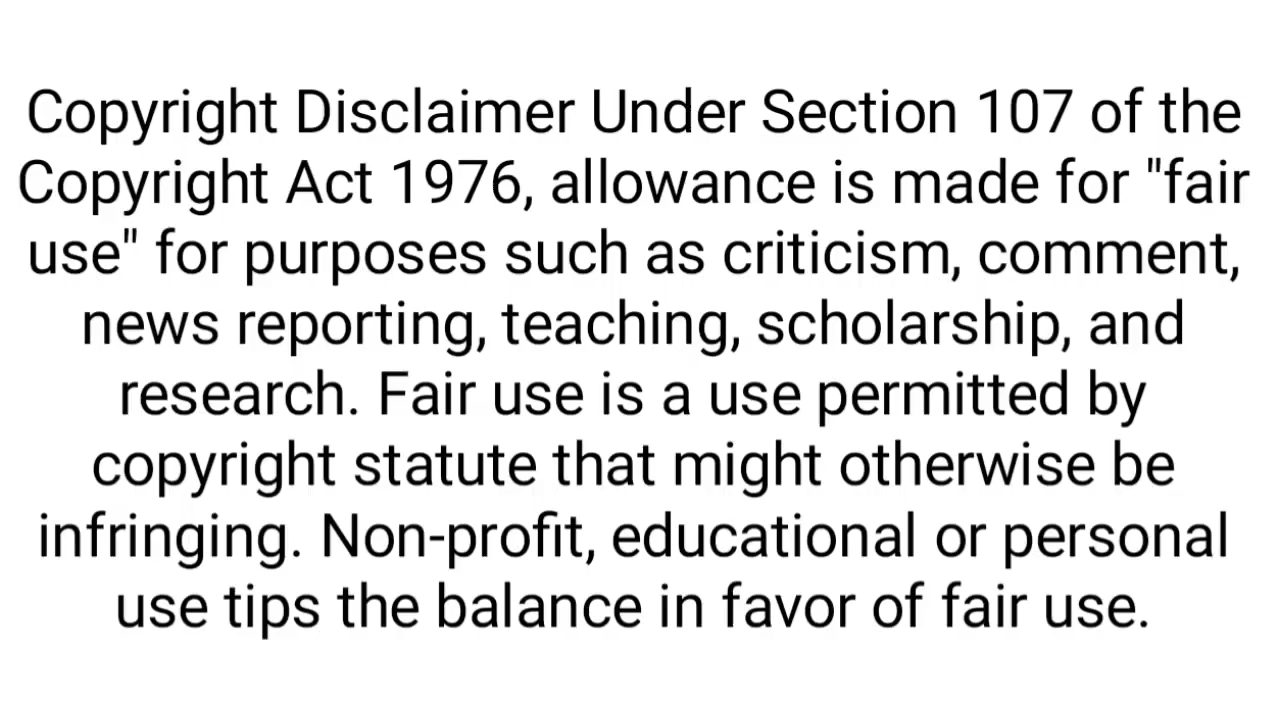 Copyright Disclaimer Under Section 107 of the
Copyright Act 1976, allowance is made for "fair
use" for purposes such as criticism, comment,
news reporting, teaching, scholarship, and
research. Fair use is a use permitted by
copyright statute that might otherwise be
infringing. Non-profit, educational or personal
use tips the balance in favor of fair use.